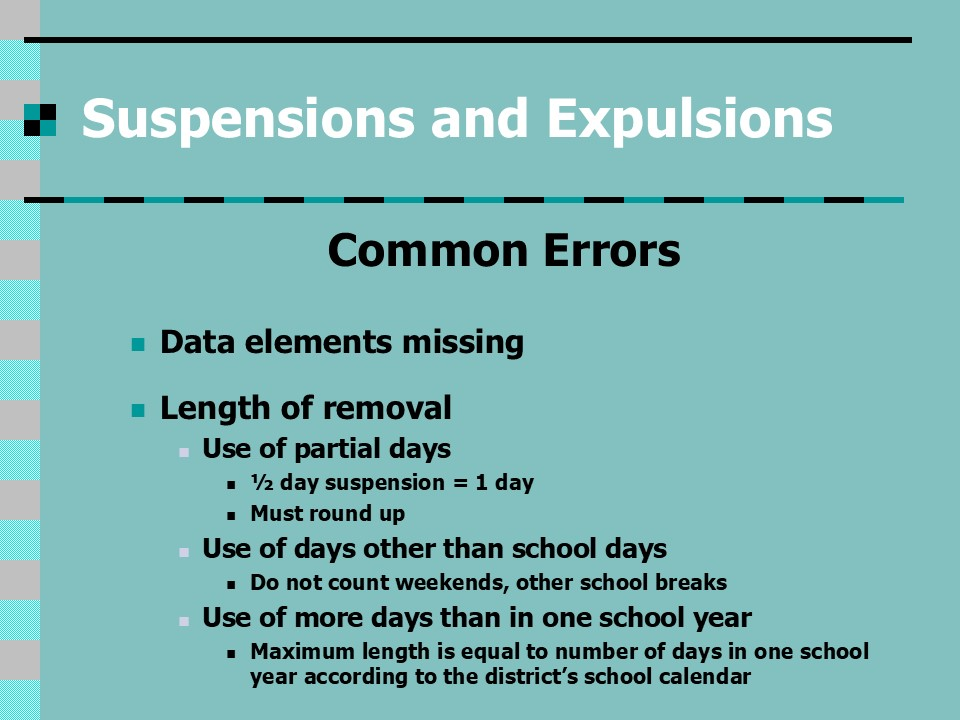 Suspensions and Expulsions
Common Errors
Data elements missing
Length of removal
Use of partial days
½ day suspension = 1 day
Must round up
Use of days other than school days
Do not count weekends, other school breaks
Use of more days than in one school year
Maximum length is equal to number of days in one school
year according to the district’s school calendar